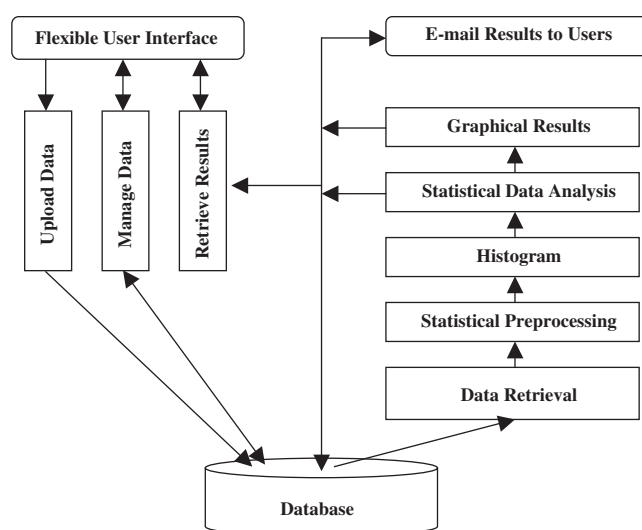 Flexible User Interface
E-mail Results to Users
Upload Data
Manage Data
Retrieve Results
Graphical Results
Statistical Data Analysis
Histogram
Statistical Preprocessing
Data Retrieval
Database